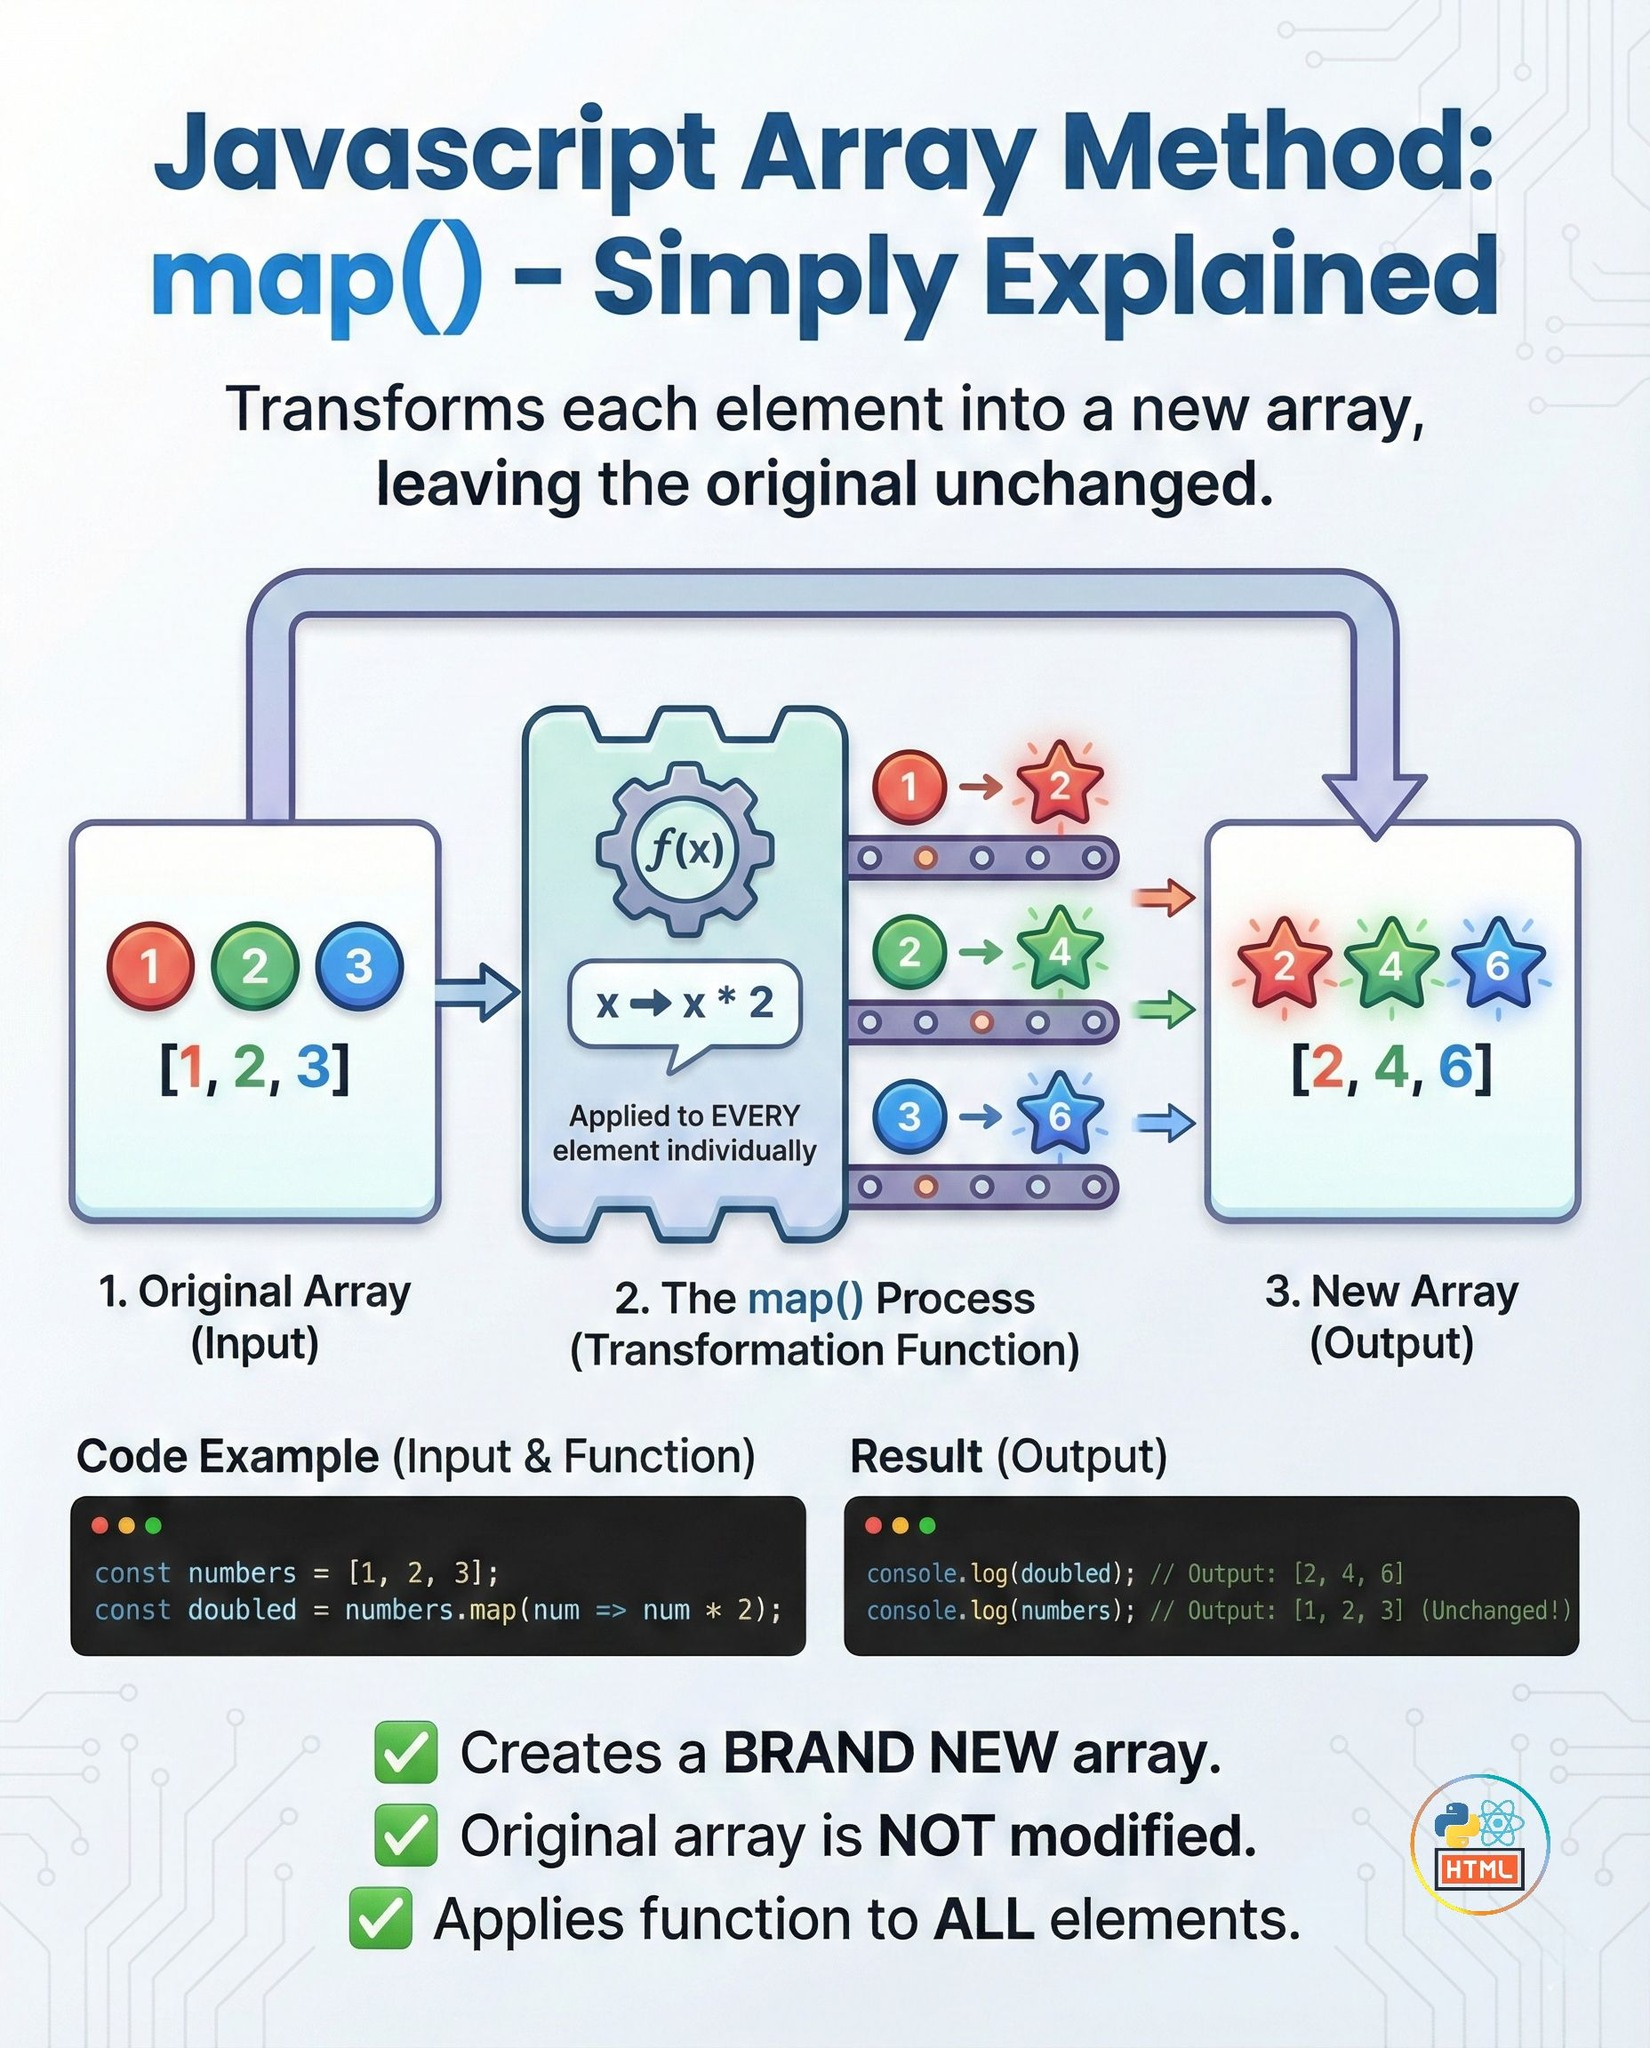 Javascript Array Method:
map() - Simply Explained
Transforms each element into a new array,
leaving the original unchanged.
1 2 3
[1, 2, 3]
f(x)
x → x * 2
Applied to EVERY
element individually
1 → 2
2 → 4
3 → 6
2 4 6
[2, 4, 6]
1. Original Array
(Input)
2. The map() Process
(Transformation Function)
3. New Array
(Output)
Code Example (Input & Function)
const numbers = [1, 2, 3];
const doubled = numbers.map(num => num * 2);
Result (Output)
console.log(doubled); // Output: [2, 4, 6]
console.log(numbers); // Output: [1, 2, 3] (Unchanged!)
✅ Creates a BRAND NEW array.
✅ Original array is NOT modified.
✅ Applies function to ALL elements.
HTML